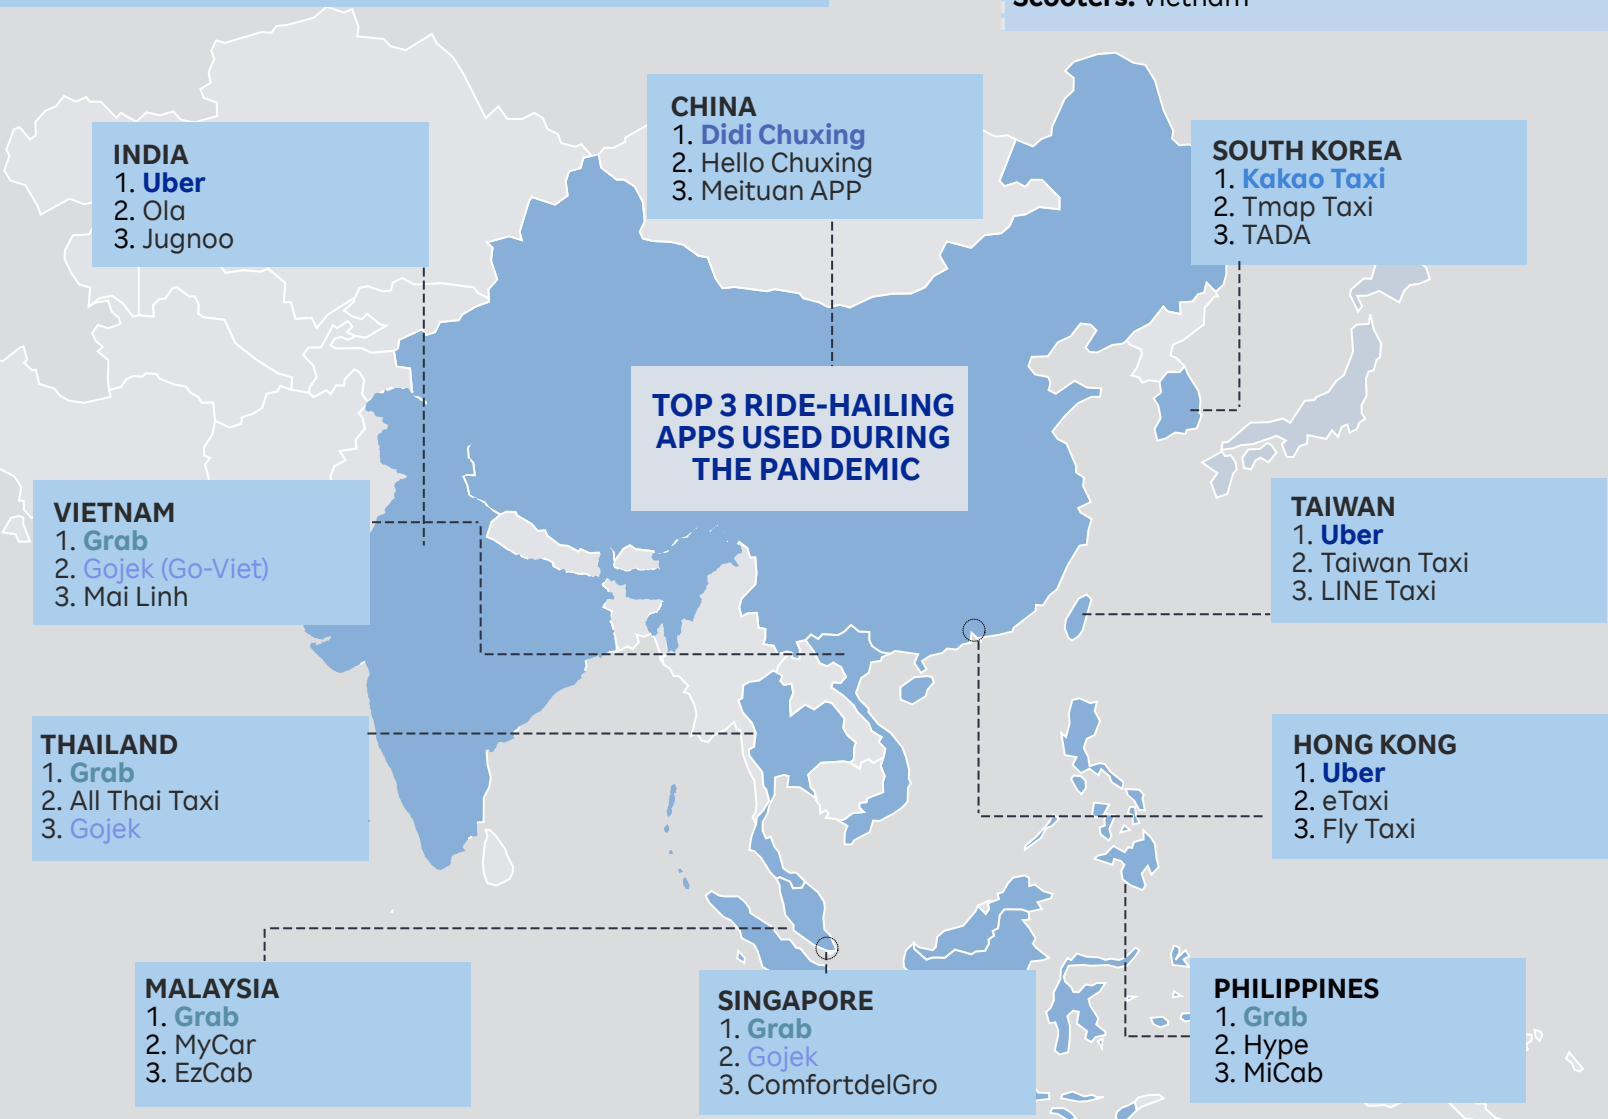 Scooters: Vietnam
CHINA
1. Didi Chuxing
2. Hello Chuxing
3. Meituan APP
INDIA
1. Uber
2. Ola
3. Jugnoo
SOUTH KOREA
1. Kakao Taxi
2. Tmap Taxi
3. TADA
TOP 3 RIDE-HAILING
APPS USED DURING
THE PANDEMIC
VIETNAM
1. Grab
2. Gojek (Go-Viet)
3. Mai Linh
TAIWAN
1. Uber
2. Taiwan Taxi
3. LINE Taxi
THAILAND
1. Grab
2. All Thai Taxi
3. Gojek
HONG KONG
1. Uber
2. eTaxi
3. Fly Taxi
MALAYSIA
1. Grab
2. MyCar
3. EzCab
SINGAPORE
1. Grab
2. Gojek
3. ComfortdelGro
PHILIPPINES
1. Grab
2. Hype
3. MiCab